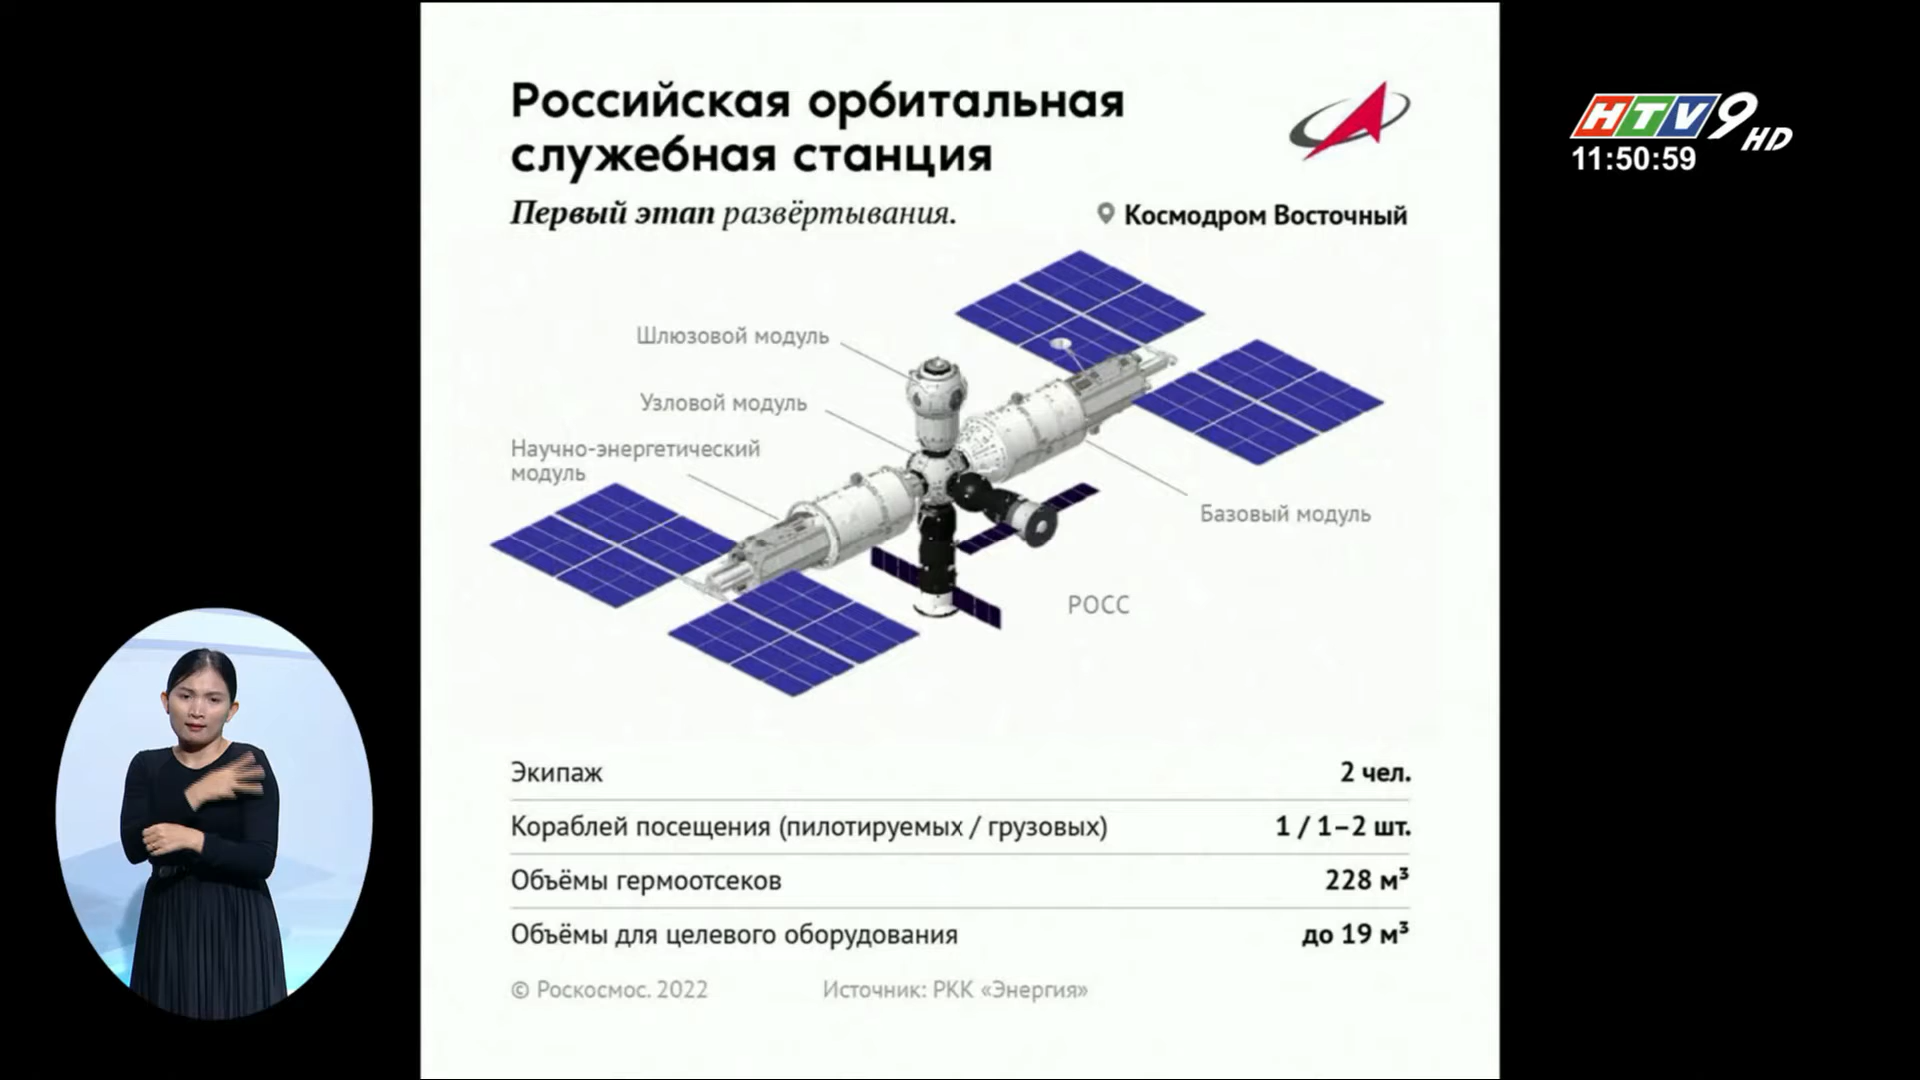 Российская орбитальная
служебная станция
Первый этап развёртывания.
Космодром Восточный
HTV9 HD
11:50:59
Шлюзовой модуль
Узловой модуль
Научно-энергетический
модуль
Базовый модуль
РОСС
Экипаж 2 чел.
Кораблей посещения (пилотируемых / грузовых) 1 / 1–2 шт.
Объёмы гермоотсеков 228 м³
Объёмы для целевого оборудования до 19 м³
© Роскосмос. 2022 Источник: РКК «Энергия»